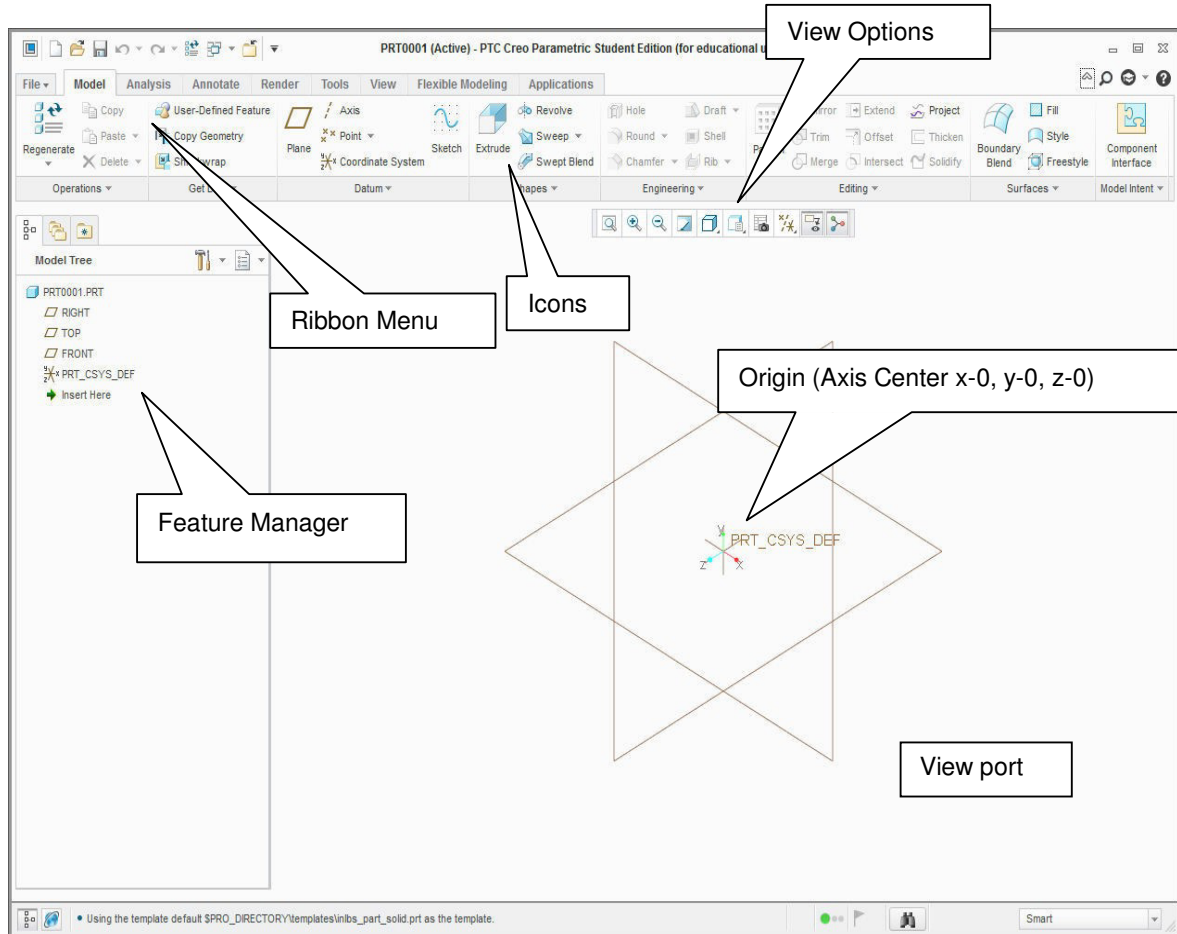 View Options
PRT0001 (Active) - PTC Creo Parametric Student Edition (for educational u
File Model Analysis Annotate Render Tools View Flexible Modeling Applications
Regenerate
Copy
Paste
Delete
Operations
User-Defined Feature
Copy Geometry
Plane
Axis
Point
Coordinate System
Sketch
Datum
Extrude
Revolve
Sweep
Swept Blend
Hole
Round
Chamfer
Draft
Shell
Rib
Engineering
Trim
Merge
Extend
Offset
Intersect
Project
Thicken
Solidify
Editing
Boundary
Blend
Fill
Style
Freestyle
Surfaces
Component
Interface
Model Intent
Model Tree
PRT0001.PRT
RIGHT
TOP
FRONT
PRT_CSYS_DEF
Insert Here
Ribbon Menu
Icons
Origin (Axis Center x-0, y-0, z-0)
Feature Manager
y
PRT_CSYS_DEF
z x
View port
Using the template default $PRO_DIRECTORY\templates\inlbs_part_solid.prt as the template.
Smart